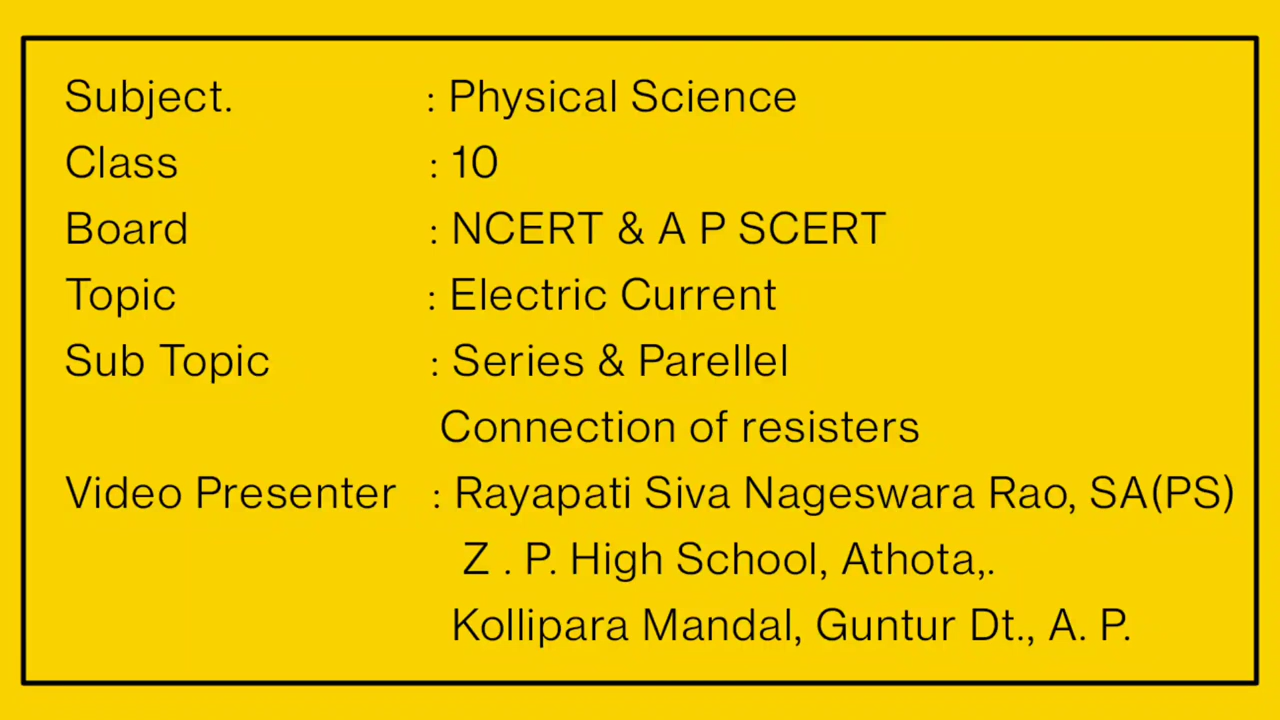 Subject. : Physical Science
Class : 10
Board : NCERT & A P SCERT
Topic : Electric Current
Sub Topic : Series & Parellel
Connection of resisters
Video Presenter : Rayapati Siva Nageswara Rao, SA(PS)
Z . P. High School, Athota,.
Kollipara Mandal, Guntur Dt., A. P.